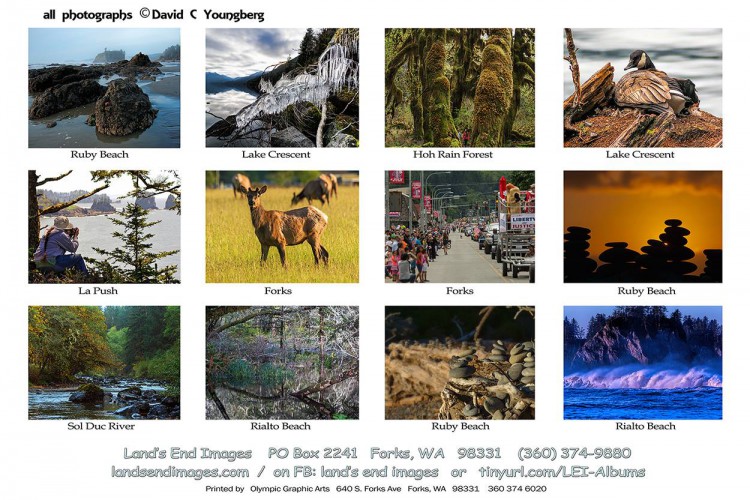 all photographs ©David C Youngberg
Ruby Beach
Lake Crescent
Hoh Rain Forest
Lake Crescent
La Push
Forks
Forks
Ruby Beach
LIBERTY
JUSTICE
Sol Duc River
Rialto Beach
Ruby Beach
Rialto Beach
Land's End Images PO Box 2241 Forks, WA 98331 (360) 374-9880
landsendimages.com / on FB: land's end images or tinyurl.com/LEI-Albums
Printed by Olympic Graphic Arts 640 S. Forks Ave Forks, WA 98331 360 374 6020